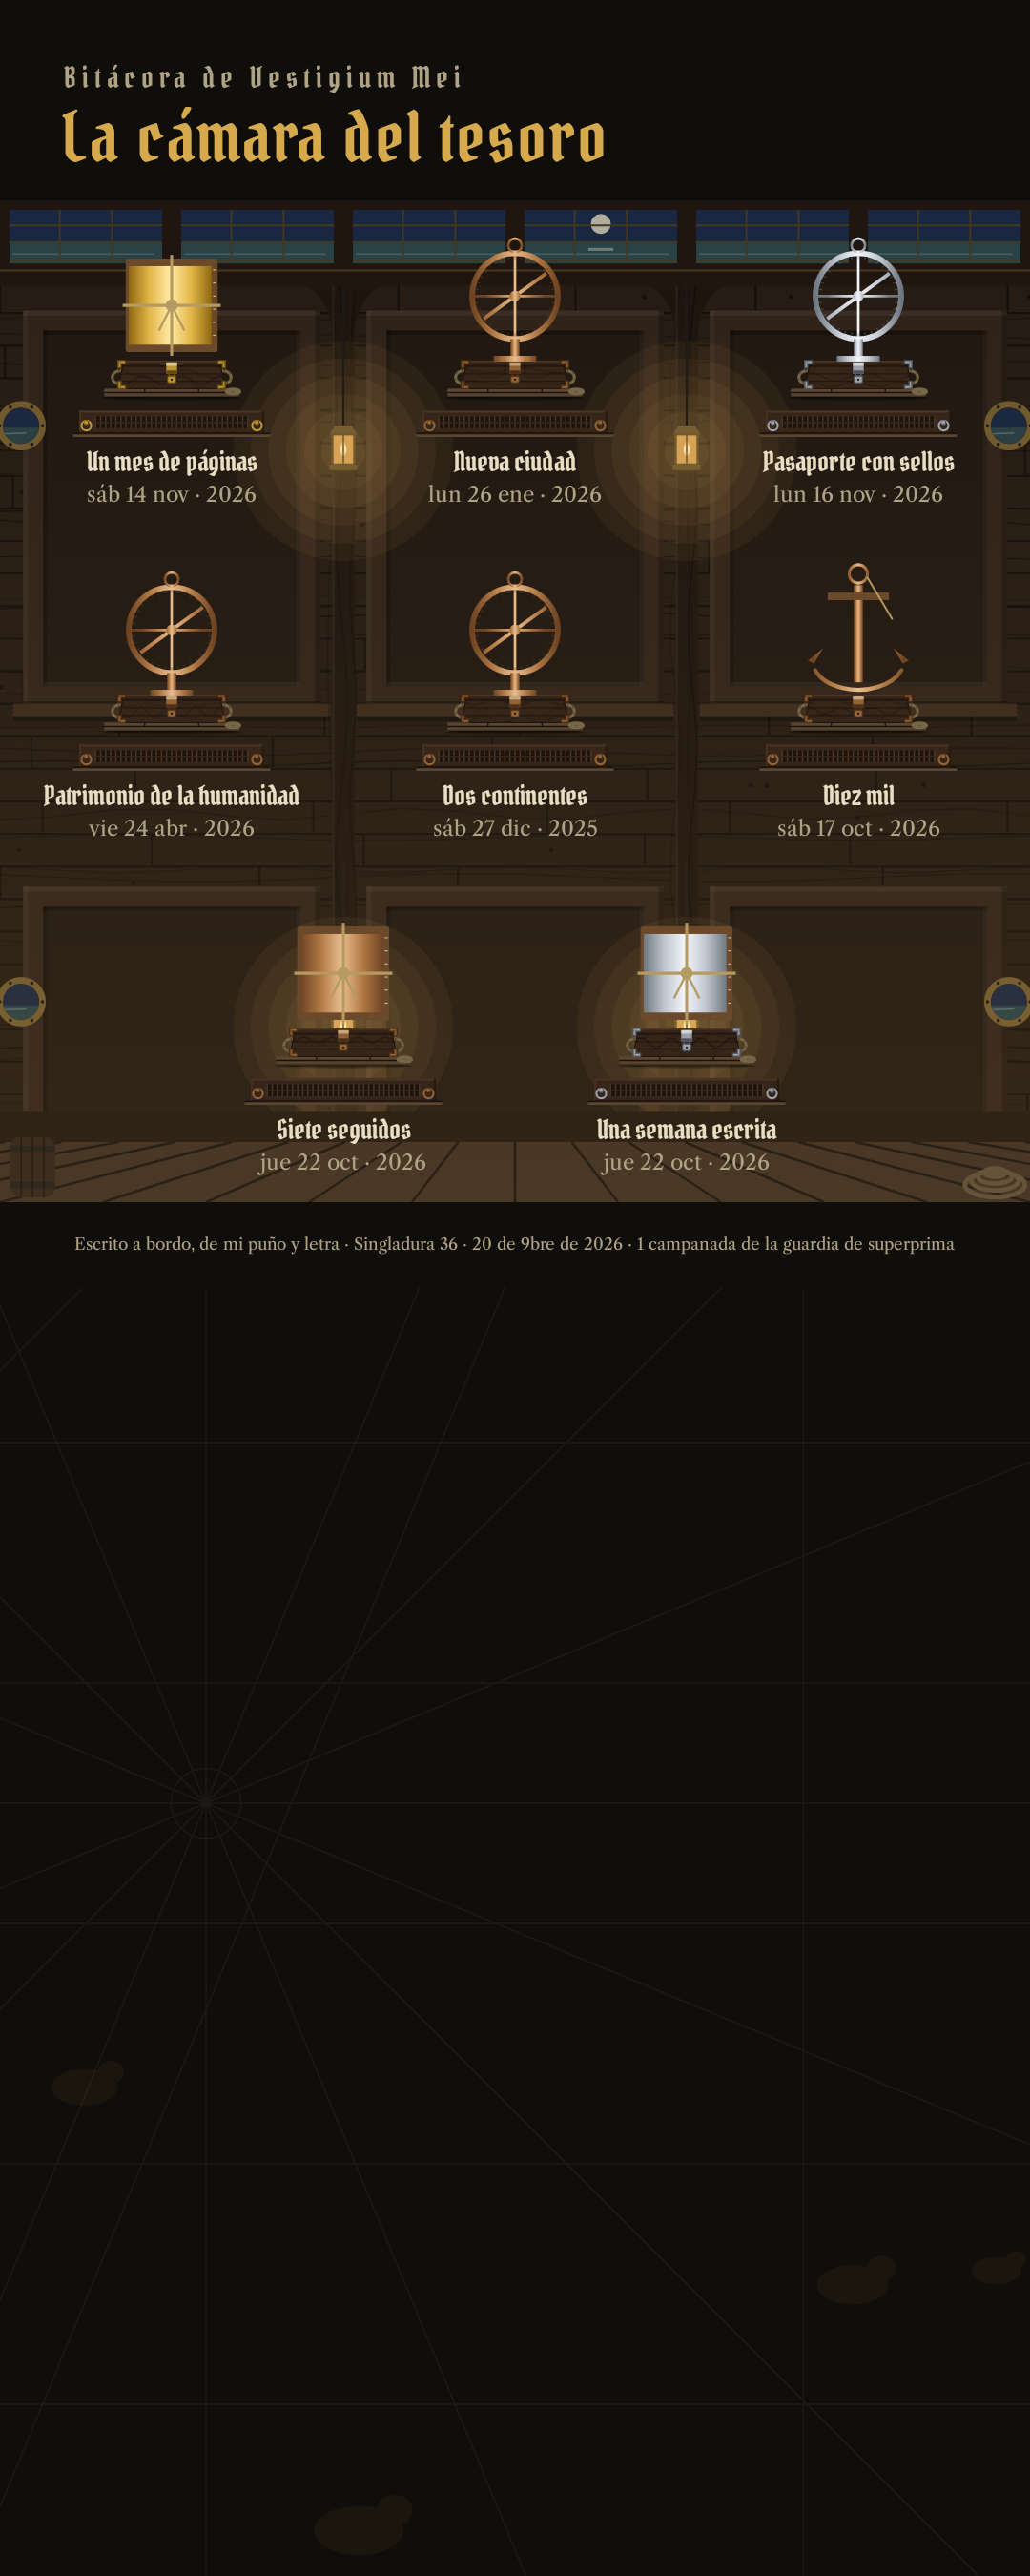 Bitácora de Vestigium Mei
La cámara del tesoro
Un mes de páginas
sáb 14 nov · 2026
Nueva ciudad
lun 26 ene · 2026
Pasaporte con sellos
lun 16 nov · 2026
Patrimonio de la humanidad
vie 24 abr · 2026
Dos continentes
sáb 27 dic · 2025
Diez mil
sáb 17 oct · 2026
Siete seguidos
jue 22 oct · 2026
Una semana escrita
jue 22 oct · 2026
Escrito a bordo, de mi puño y letra · Singladura 36 · 20 de 9bre de 2026 · 1 campanada de la guardia de superprima